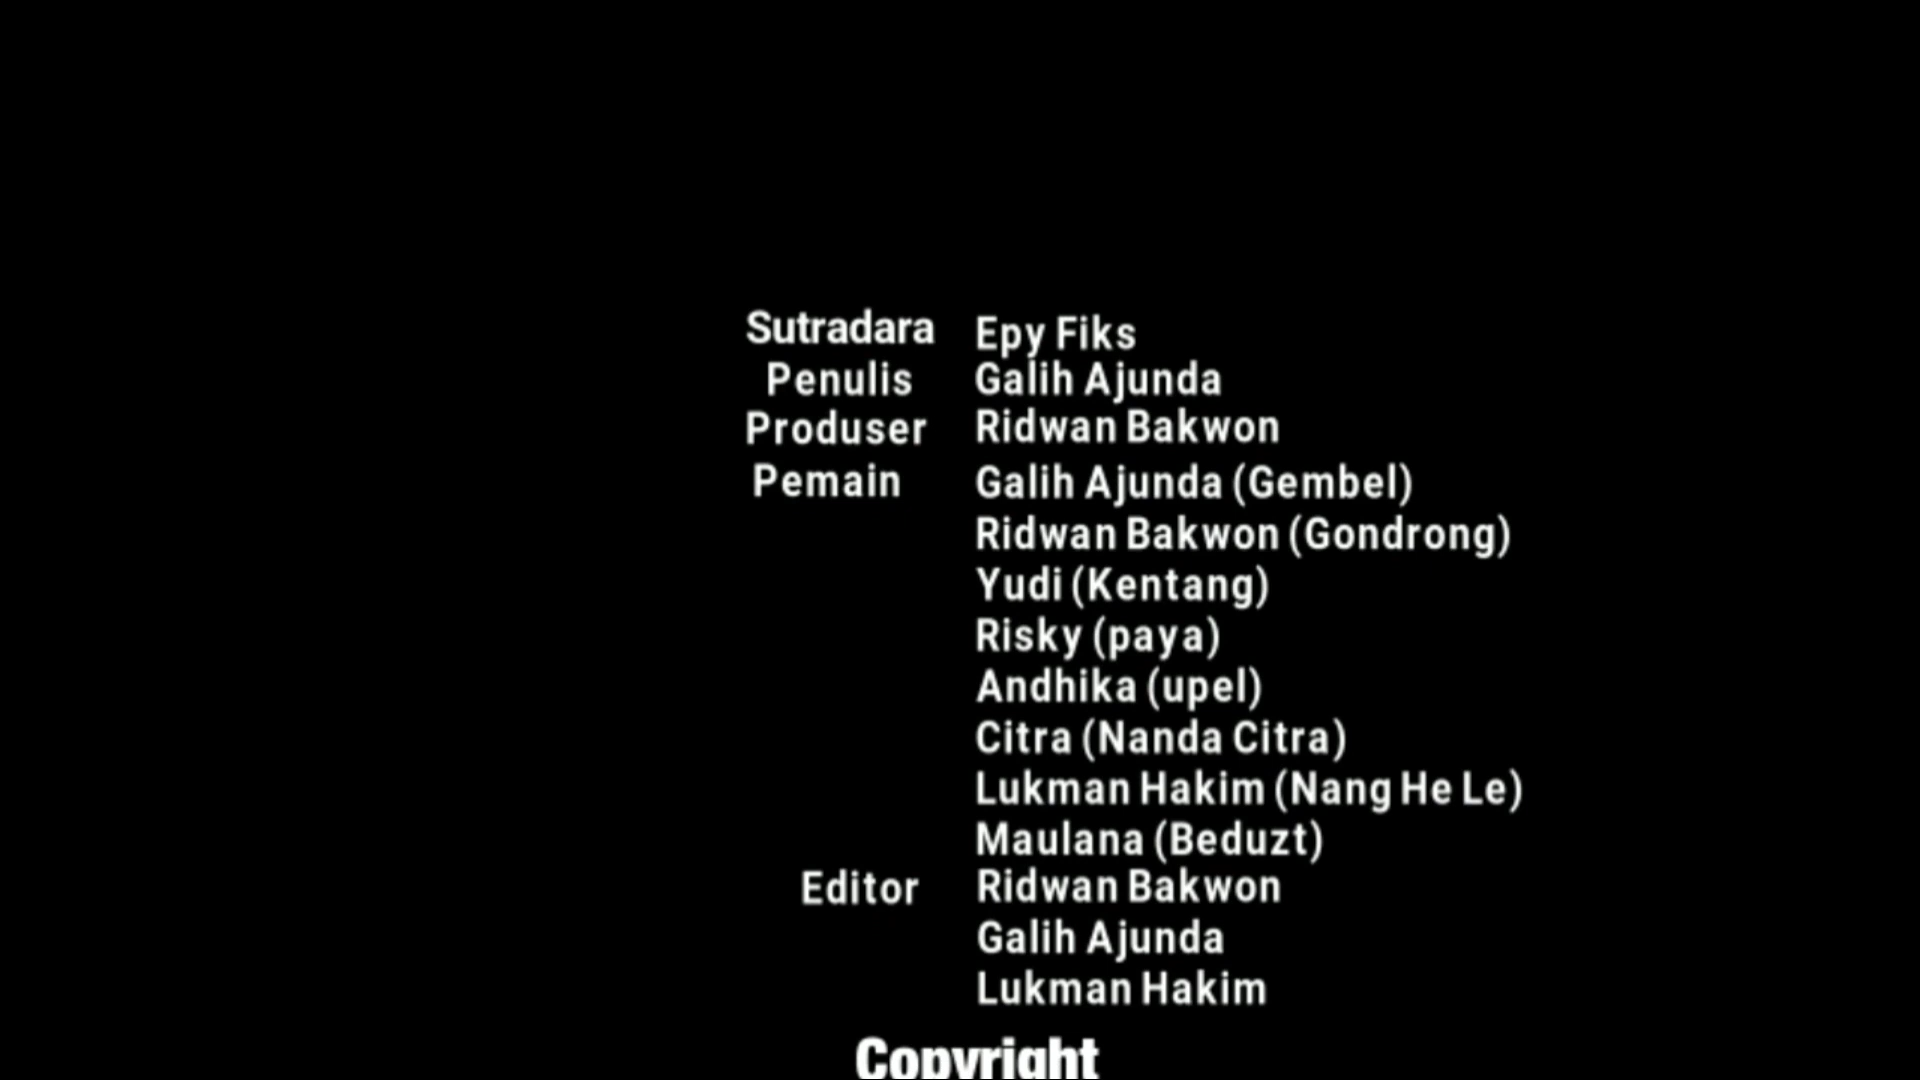 Sutradara Epy Fiks
Penulis Galih Ajunda
Produser Ridwan Bakwon
Pemain Galih Ajunda (Gembel)
Ridwan Bakwon (Gondrong)
Yudi (Kentang)
Risky (paya)
Andhika (upel)
Citra (Nanda Citra)
Lukman Hakim (Nang He Le)
Maulana (Beduzt)
Editor Ridwan Bakwon
Galih Ajunda
Lukman Hakim
Copyright